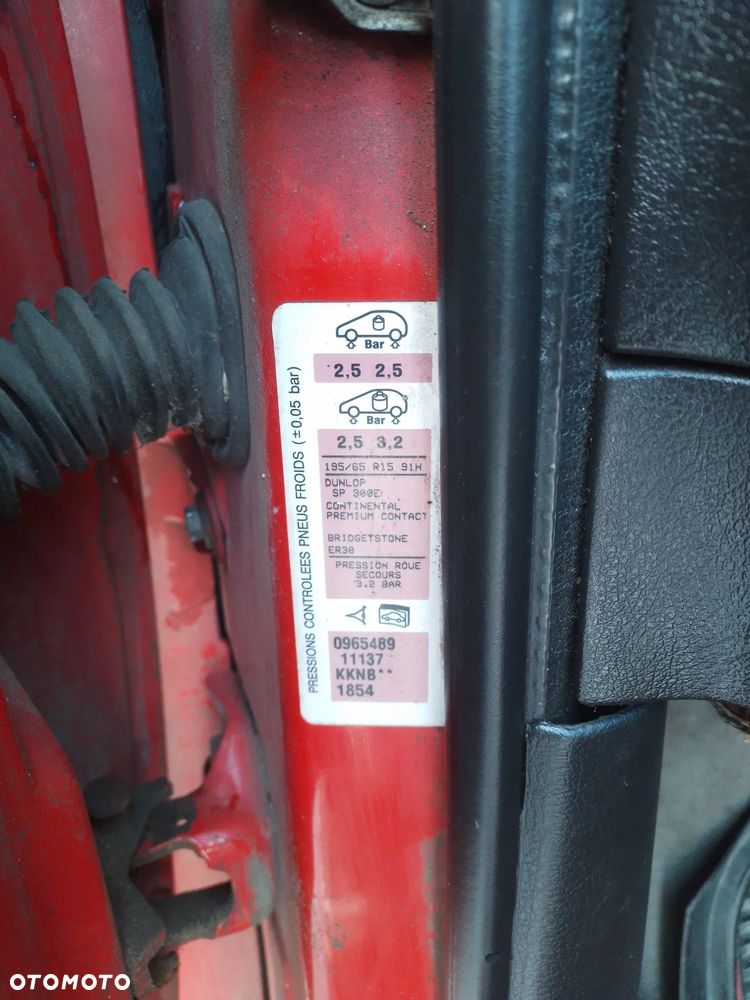 PRESSIONS CONTROLEES PNEUS FROIDS (±0,05 bar)
Bar
2,5 2,5
Bar
2,5 3,2
195/65 R15 91H
DUNLOP
SP 300E
CONTINENTAL
PREMIUM CONTACT
BRIDGETSTONE
ER30
PRESSION ROUE
SECOURS
3.2 BAR
0965489
11137
KKNB**
1854
OTOMOTO